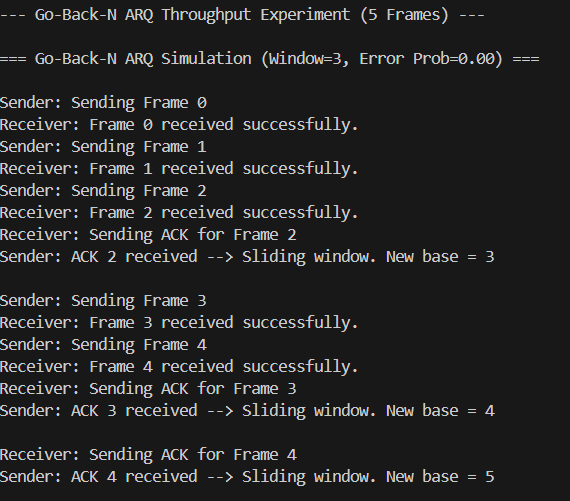 --- Go-Back-N ARQ Throughput Experiment (5 Frames) ---
=== Go-Back-N ARQ Simulation (Window=3, Error Prob=0.00) ===
Sender: Sending Frame 0
Receiver: Frame 0 received successfully.
Sender: Sending Frame 1
Receiver: Frame 1 received successfully.
Sender: Sending Frame 2
Receiver: Frame 2 received successfully.
Receiver: Sending ACK for Frame 2
Sender: ACK 2 received --> Sliding window. New base = 3
Sender: Sending Frame 3
Receiver: Frame 3 received successfully.
Sender: Sending Frame 4
Receiver: Frame 4 received successfully.
Receiver: Sending ACK for Frame 3
Sender: ACK 3 received --> Sliding window. New base = 4
Receiver: Sending ACK for Frame 4
Sender: ACK 4 received --> Sliding window. New base = 5